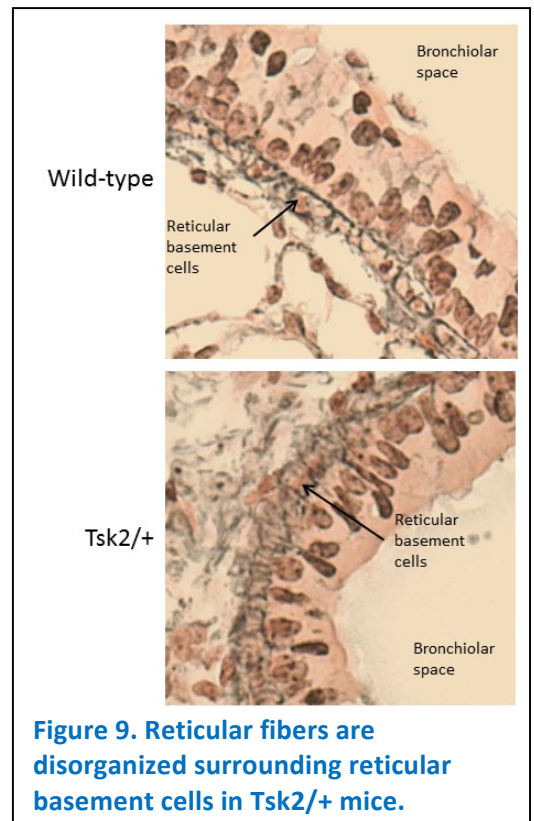 Bronchiolar
space
Wild-type
Reticular
basement
cells
Tsk2/+
Reticular
basement
cells
Bronchiolar
space
Figure 9. Reticular fibers are
disorganized surrounding reticular
basement cells in Tsk2/+ mice.